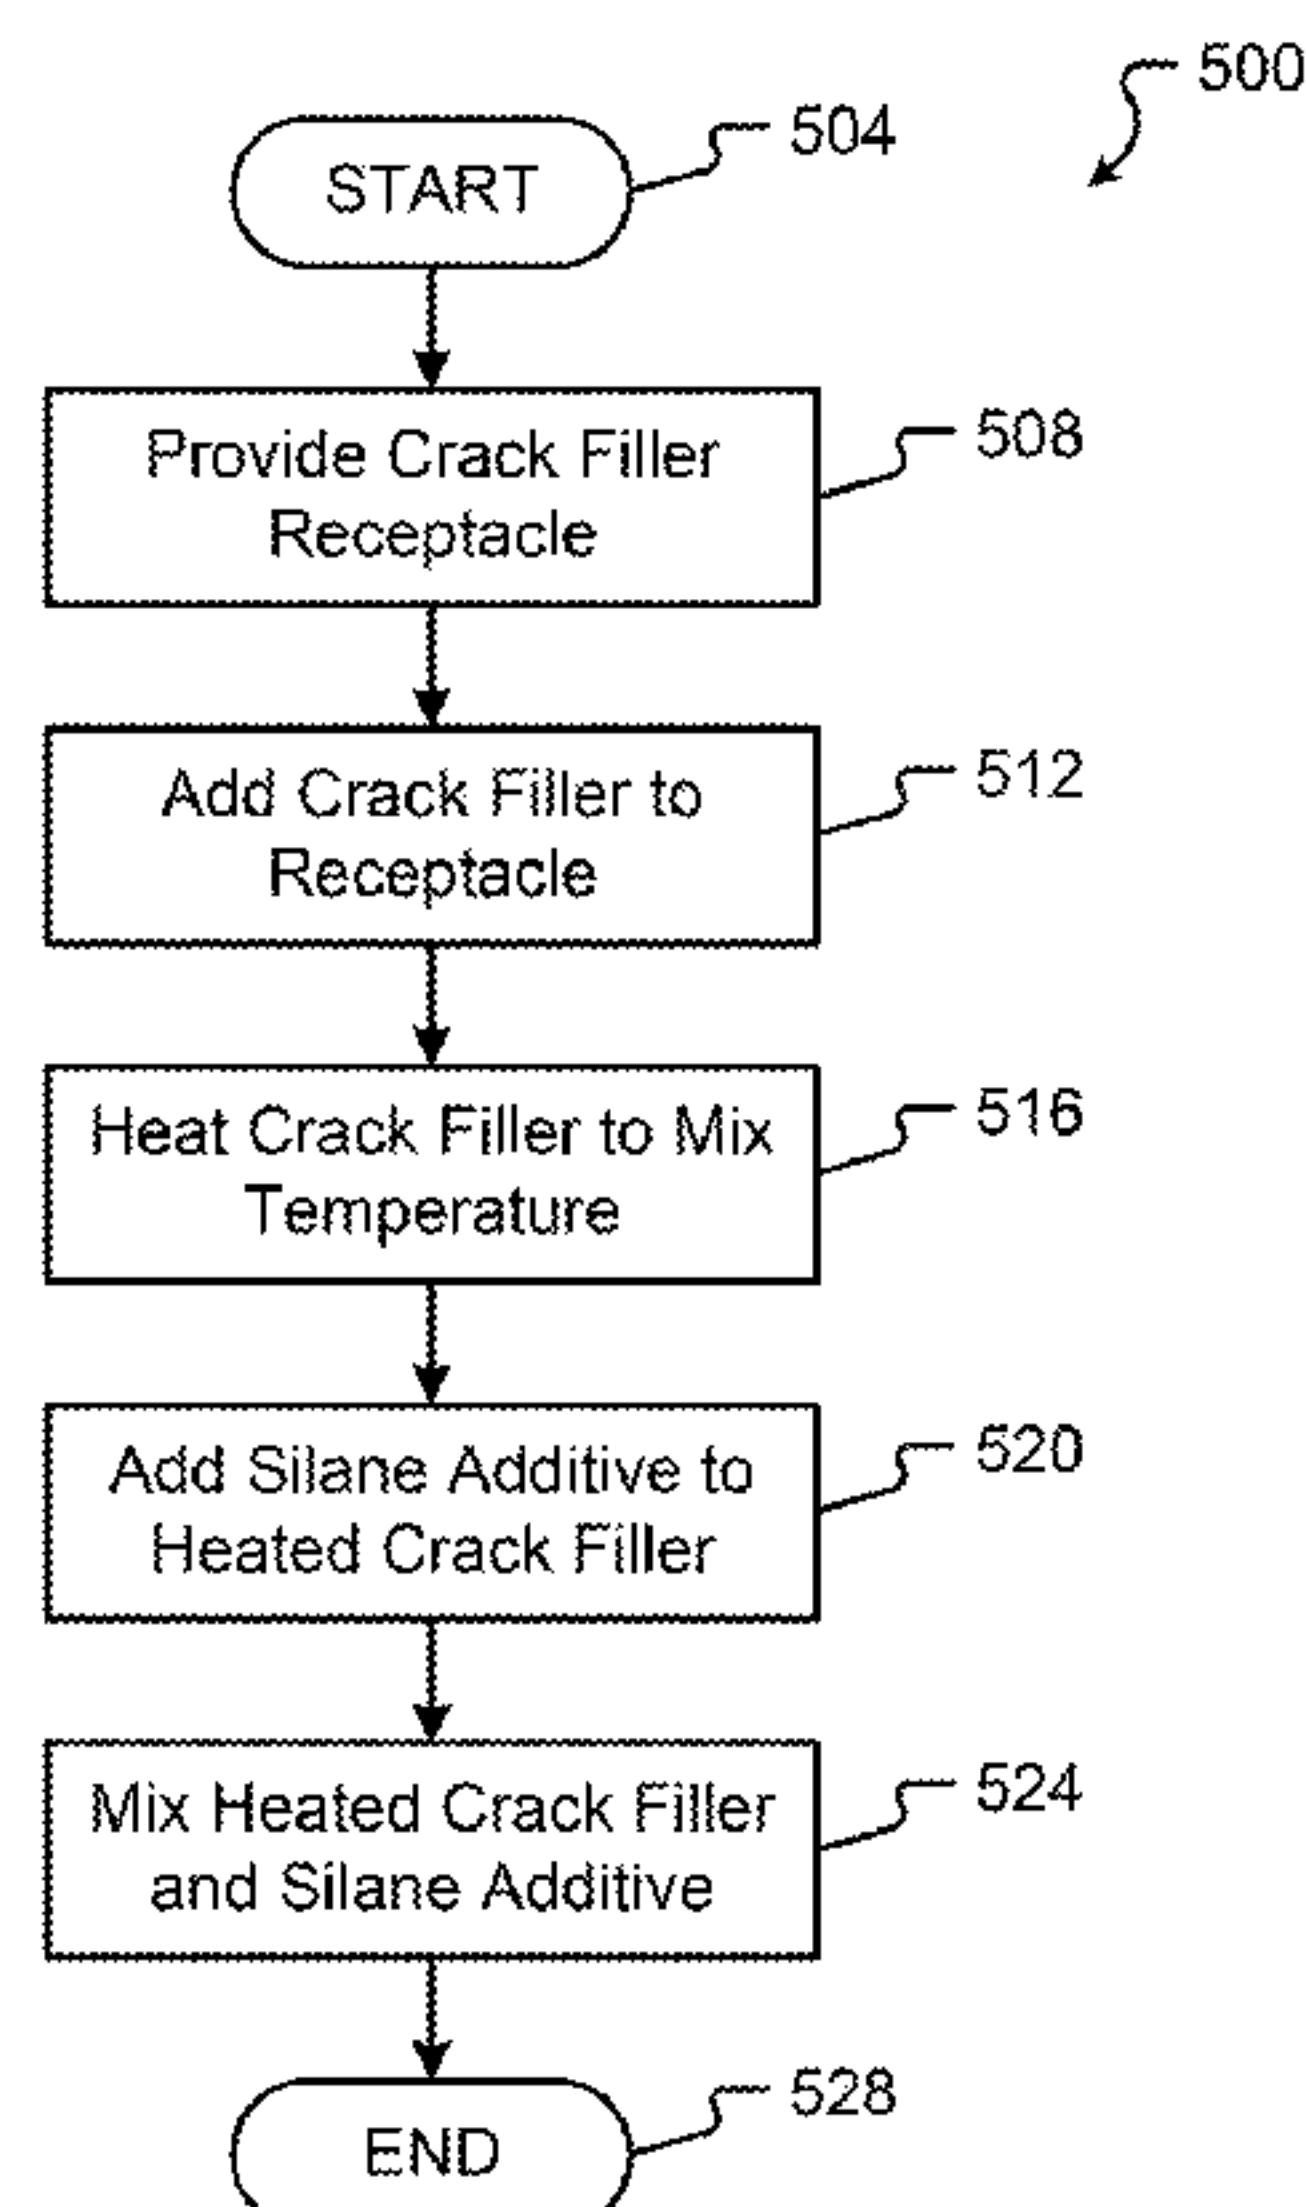 500
START
504
Provide Crack Filler
Receptacle
508
Add Crack Filler to
Receptacle
512
Heat Crack Filler to Mix
Temperature
516
Add Silane Additive to
Heated Crack Filler
520
Mix Heated Crack Filler
and Silane Additive
524
END
528